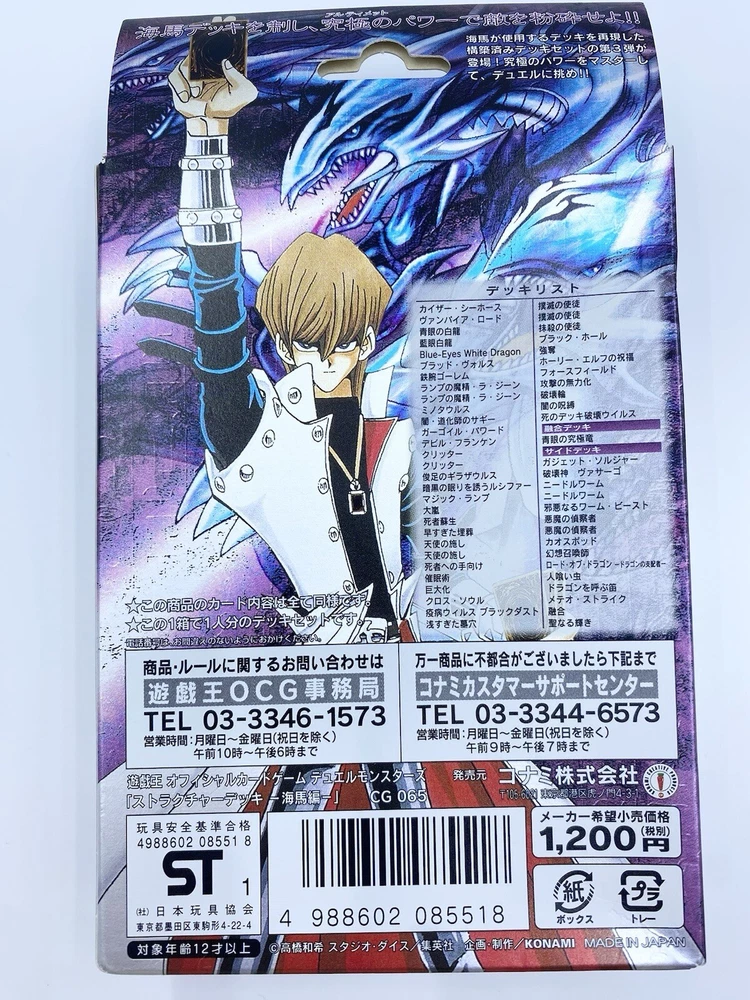 海馬デッキを制し、究極のパワーで敵を粉砕せよ!!
アルティメット
海馬が使用するデッキを再現した
構築済みデッキセットの第3弾が
登場!究極のパワーをマスターし
て、デュエルに挑め!!
デッキリスト
カイザー・シーホース
ヴァンパイア・ロード
青眼の白龍
藍眼白龍
Blue-Eyes White Dragon
ブラッド・ヴォルス
鉄腕ゴーレム
ランプの魔精・ラ・ジーン
ランプの魔精・ラ・ジーン
ミノタウルス
闇・道化師のサギー
ガーゴイル・パワード
デビル・フランケン
クリッター
クリッター
俊足のギラザウルス
暗黒の眠りを誘うルシファー
マジック・ランプ
大嵐
死者蘇生
早すぎた埋葬
天使の施し
天使の施し
死者への手向け
催眠術
巨大化
クロス・ソウル
疫病ウィルス ブラックダスト
浅すぎた墓穴
撲滅の使徒
撲滅の使徒
抹殺の使徒
ブラック・ホール
強奪
ホーリー・エルフの祝福
フォースフィールド
攻撃の無力化
破壊輪
闇の呪縛
死のデッキ破壊ウイルス
融合デッキ
青眼の究極竜
サイドデッキ
ガジェット・ソルジャー
破壊神 ヴァサーゴ
ニードルワーム
ニードルワーム
邪悪なるワーム・ビースト
悪魔の偵察者
悪魔の偵察者
カオスポッド
幻想召喚師
ロード・オブ・ドラゴン-ドラゴンの支配者-
人喰い虫
ドラゴンを呼ぶ笛
メテオ・ストライク
融合
聖なる輝き
★この商品のカード内容は全て同様です。
★この1箱で1人分のデッキセットです。
電話番号は、お間違えのないようにおかけください。
商品・ルールに関するお問い合わせは
遊戯王OCG事務局
TEL 03-3346-1573
営業時間:月曜日～金曜日(祝日を除く)
午前10時～午後6時まで
万一商品に不都合がございましたら下記まで
コナミカスタマーサポートセンター
TEL 03-3344-6573
営業時間:月曜日～金曜日(祝日を除く)
午前9時～午後7時まで
遊戯王 オフィシャルカードゲーム デュエルモンスターズ
「ストラクチャーデッキ -海馬編-」 CG 065
発売元 コナミ株式会社
玩具安全基準合格
4988602 08551 8
ST 1
(社)日本玩具協会
東京都墨田区東駒形4-22-4
対象年齢12才以上
4 988602 085518
メーカー希望小売価格
1,200円(税別)
紙
ボックス
プラ
トレー
©高橋和希 スタジオ・ダイス/集英社 企画・制作/KONAMI MADE IN JAPAN